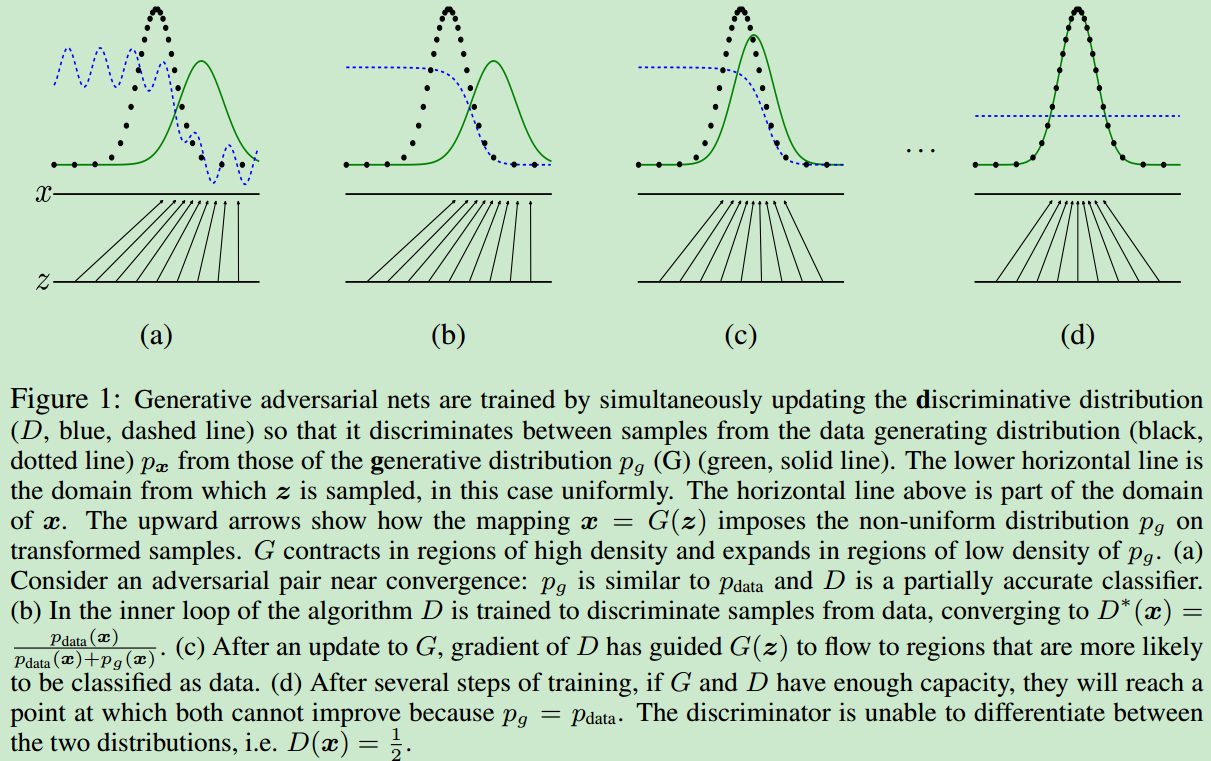 x
z
(a) (b) (c) ... (d)
Figure 1: Generative adversarial nets are trained by simultaneously updating the discriminative distribution
(D, blue, dashed line) so that it discriminates between samples from the data generating distribution (black,
dotted line) pₓ from those of the generative distribution p_g (G) (green, solid line). The lower horizontal line is
the domain from which z is sampled, in this case uniformly. The horizontal line above is part of the domain
of x. The upward arrows show how the mapping x = G(z) imposes the non-uniform distribution p_g on
transformed samples. G contracts in regions of high density and expands in regions of low density of p_g. (a)
Consider an adversarial pair near convergence: p_g is similar to p_data and D is a partially accurate classifier.
(b) In the inner loop of the algorithm D is trained to discriminate samples from data, converging to D*(x) =
p_data(x) / (p_data(x)+p_g(x)). (c) After an update to G, gradient of D has guided G(z) to flow to regions that are more likely
to be classified as data. (d) After several steps of training, if G and D have enough capacity, they will reach a
point at which both cannot improve because p_g = p_data. The discriminator is unable to differentiate between
the two distributions, i.e. D(x) = 1/2.